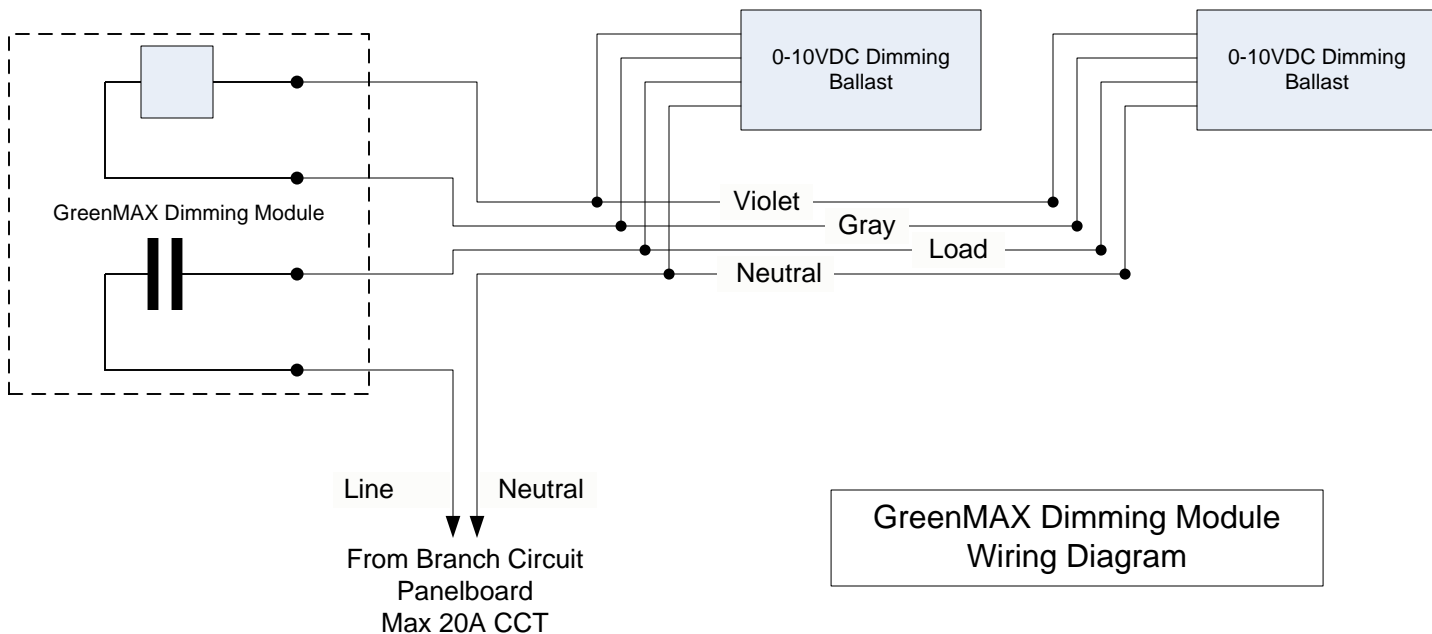 0-10VDC Dimming
Ballast
0-10VDC Dimming
Ballast
GreenMAX Dimming Module
Violet
Gray
Load
Neutral
Line
Neutral
From Branch Circuit
Panelboard
Max 20A CCT
GreenMAX Dimming Module
Wiring Diagram